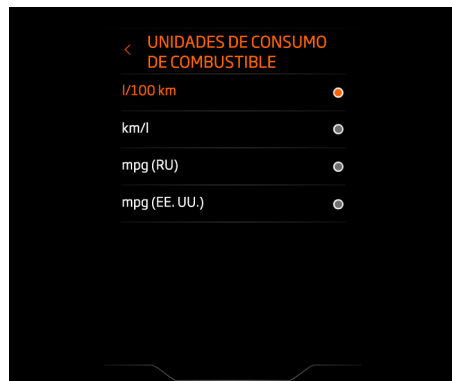 UNIDADES DE CONSUMO
DE COMBUSTIBLE
l/100 km
km/l
mpg (RU)
mpg (EE. UU.)